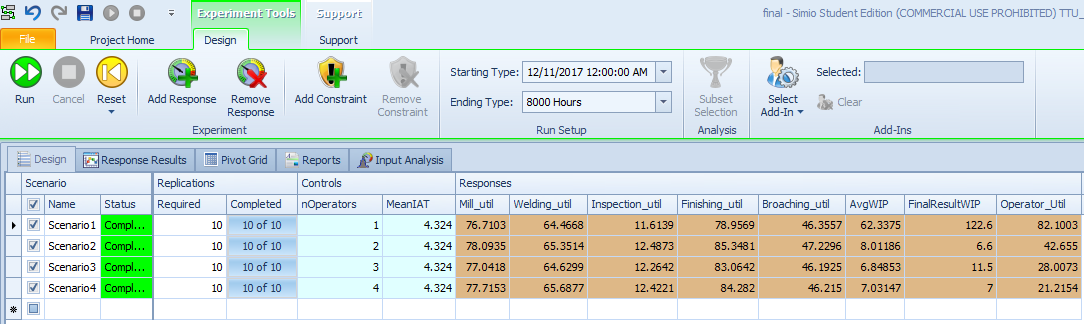 Experiment Tools Support final - Simio Student Edition (COMMERCIAL USE PROHIBITED) TTU_
File Project Home Design Support
Run Cancel Reset Add Response Remove Response Add Constraint Remove Constraint
Starting Type: 12/11/2017 12:00:00 AM
Ending Type: 8000 Hours
Subset Selection Select Add-In Selected: Clear
Experiment Run Setup Analysis Add-Ins
Design Response Results Pivot Grid Reports Input Analysis
Scenario Replications Controls Responses
Name Status Required Completed nOperators MeanIAT Mill_util Welding_util Inspection_util Finishing_util Broaching_util AvgWIP FinalResultWIP Operator_Util
Scenario1 Compl... 10 10 of 10 1 4.324 76.7103 64.4668 11.6139 78.9569 46.3557 62.3375 122.6 82.1003
Scenario2 Compl... 10 10 of 10 2 4.324 78.0935 65.3514 12.4873 85.3481 47.2296 8.01186 6.6 42.655
Scenario3 Compl... 10 10 of 10 3 4.324 77.0418 64.6299 12.2642 83.0642 46.1925 6.84853 11.5 28.0073
Scenario4 Compl... 10 10 of 10 4 4.324 77.7153 65.6877 12.4221 84.282 46.215 7.03147 7 21.2154